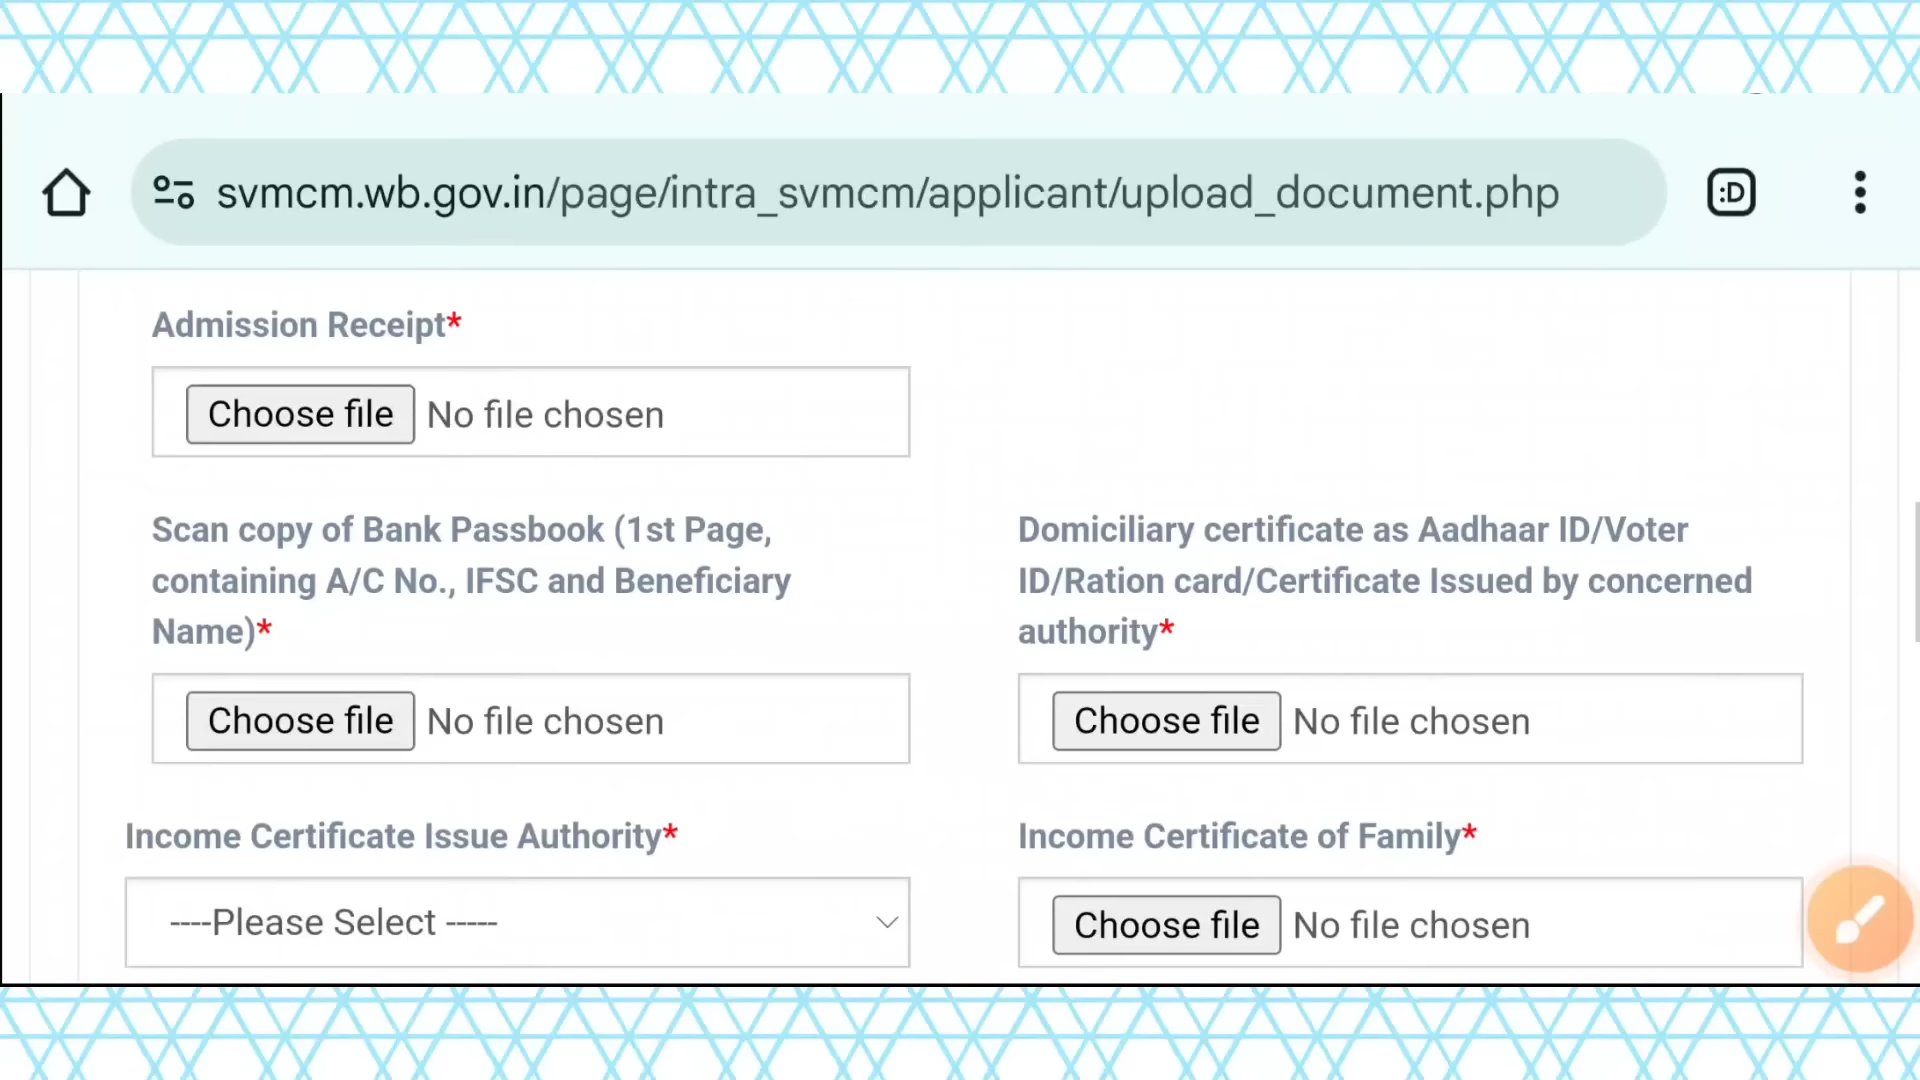 svmcm.wb.gov.in/page/intra_svmcm/applicant/upload_document.php
:D
Admission Receipt*
Choose file No file chosen
Scan copy of Bank Passbook (1st Page,
containing A/C No., IFSC and Beneficiary
Name)*
Choose file No file chosen
Domiciliary certificate as Aadhaar ID/Voter
ID/Ration card/Certificate Issued by concerned
authority*
Choose file No file chosen
Income Certificate Issue Authority*
----Please Select -----
Income Certificate of Family*
Choose file No file chosen